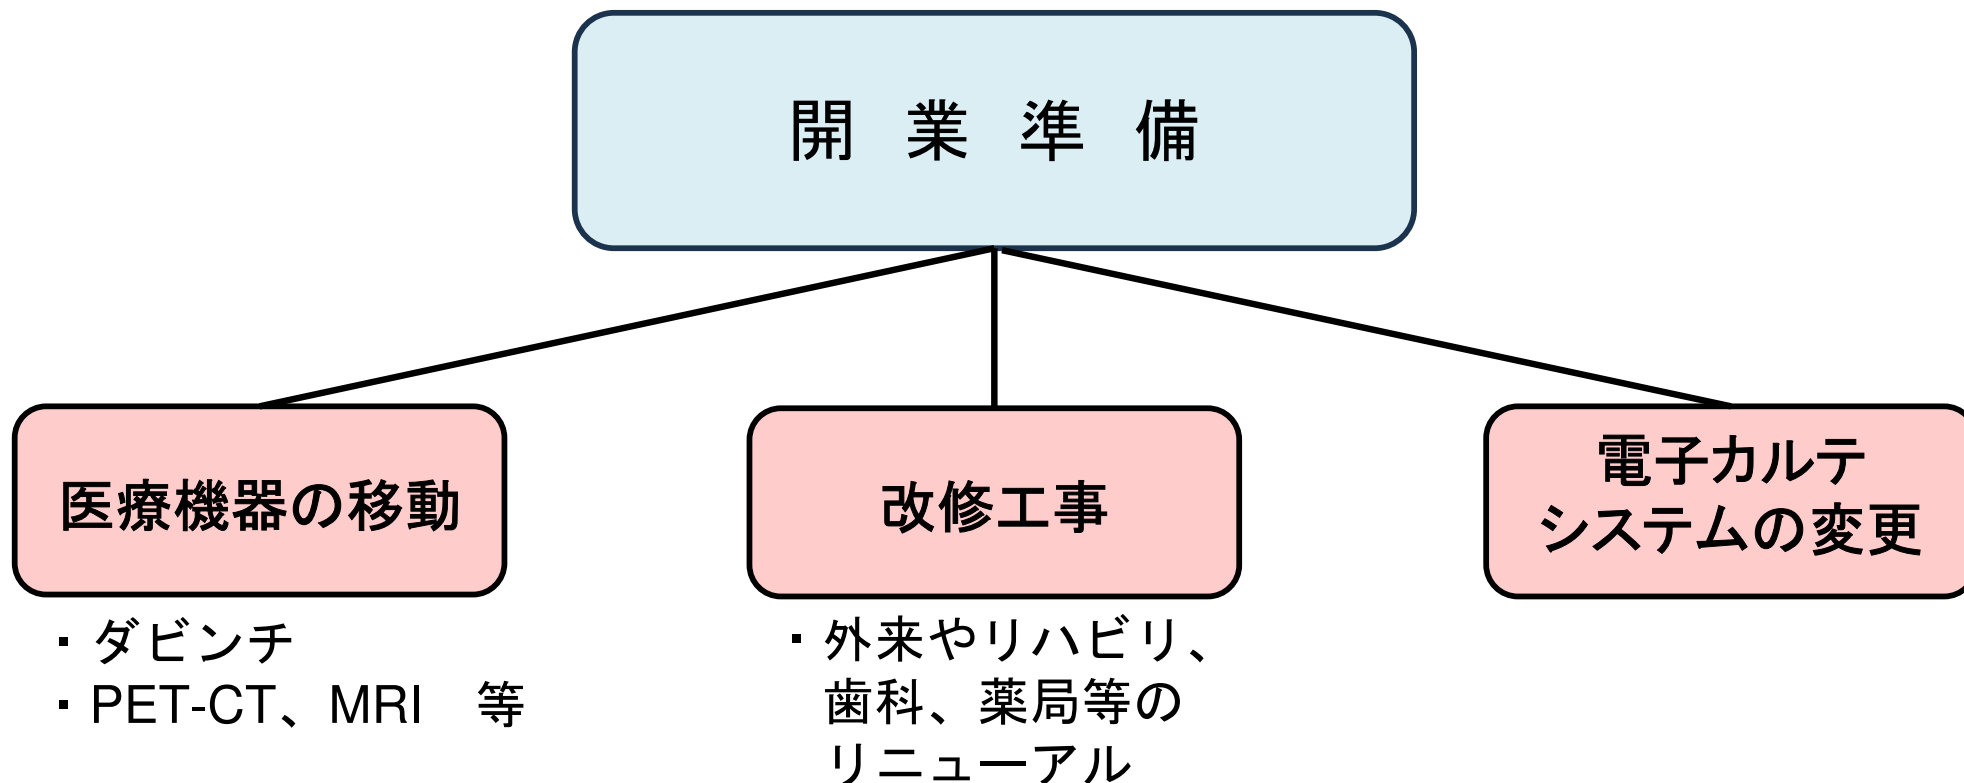 開　業　準　備
医療機器の移動
・ダビンチ
・PET-CT、MRI　等
改修工事
・外来やリハビリ、
歯科、薬局等の
リニューアル
電子カルテ
システムの変更